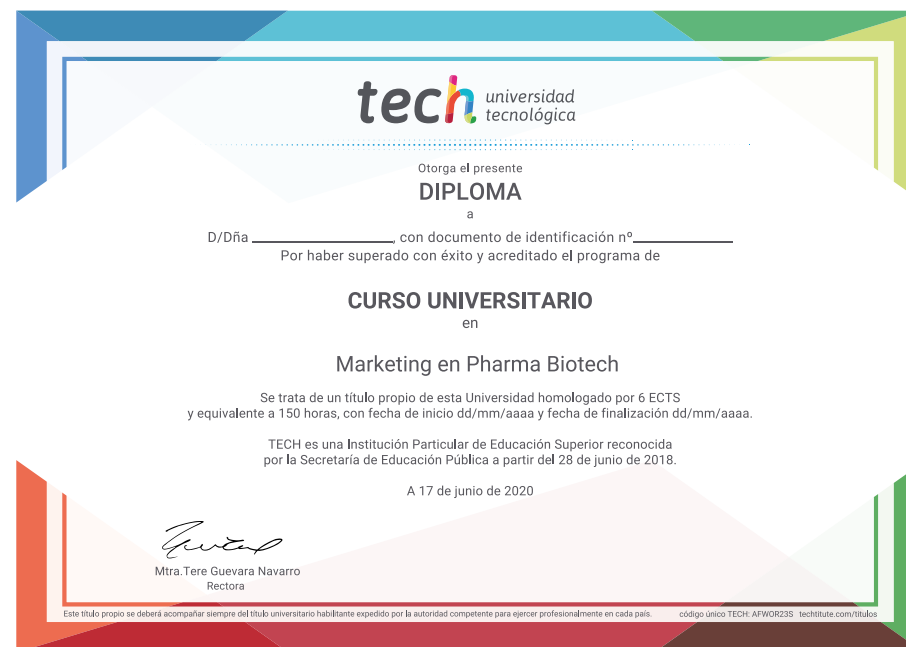 tech universidad
tecnológica
Otorga el presente
DIPLOMA
a
D/Dña ______________, con documento de identificación nº__________
Por haber superado con éxito y acreditado el programa de
CURSO UNIVERSITARIO
en
Marketing en Pharma Biotech
Se trata de un título propio de esta Universidad homologado por 6 ECTS
y equivalente a 150 horas, con fecha de inicio dd/mm/aaaa y fecha de finalización dd/mm/aaaa.
TECH es una Institución Particular de Educación Superior reconocida
por la Secretaría de Educación Pública a partir del 28 de junio de 2018.
A 17 de junio de 2020
Mtra.Tere Guevara Navarro
Rectora
Este título propio se deberá acompañar siempre del título universitario habilitante expedido por la autoridad competente para ejercer profesionalmente en cada país. código único TECH: AFWOR23S techtitute.com/titulos